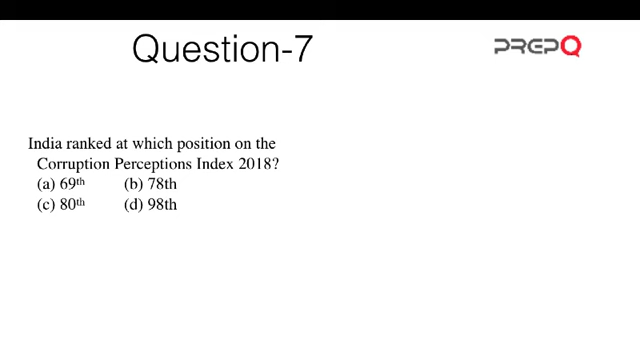 Question-7
PREPQ
India ranked at which position on the
Corruption Perceptions Index 2018?
(a) 69th (b) 78th
(c) 80th (d) 98th